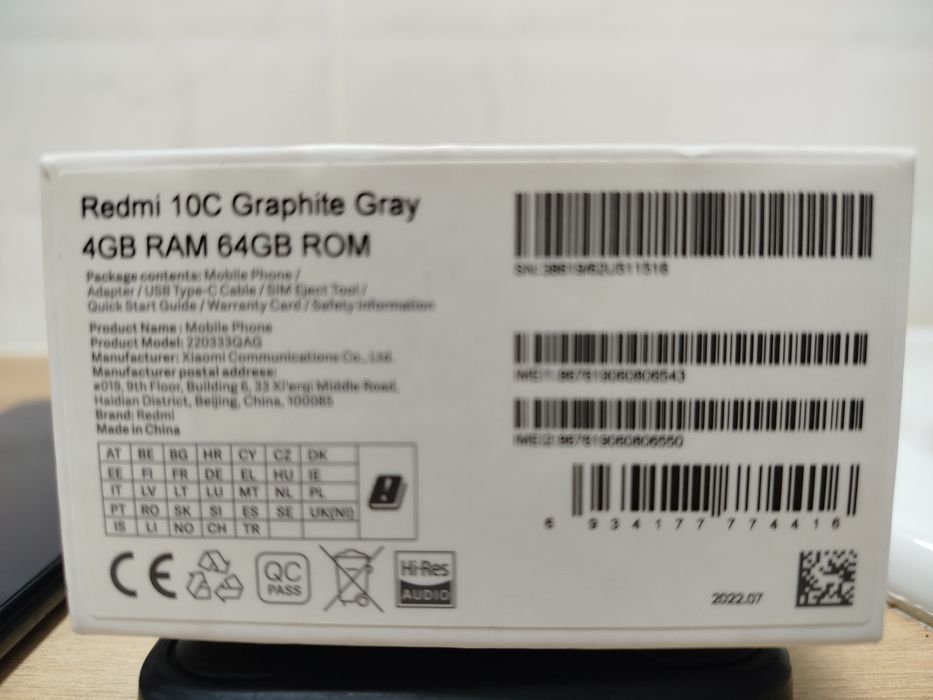 Redmi 10C Graphite Gray
4GB RAM 64GB ROM
Package contents: Mobile Phone /
Adapter / USB Type-C Cable / SIM Eject Tool /
Quick Start Guide / Warranty Card / Safety Information
Product Name : Mobile Phone
Product Model: 220333QAG
Manufacturer: Xiaomi Communications Co., Ltd.
Manufacturer postal address:
#019, 9th Floor, Building 6, 33 Xi'erqi Middle Road,
Haidian District, Beijing, China, 100085
Brand: Redmi
Made in China
AT BE BG HR CY CZ DK
EE FI FR DE EL HU IE
IT LV LT LU MT NL PL
PT RO SK SI ES SE UK(NI)
IS LI NO CH TR
CE
QC
PASS
Hi-Res
AUDIO
SN:
IMEI1: 
IMEI2: 
6 934177 774416
2022.07